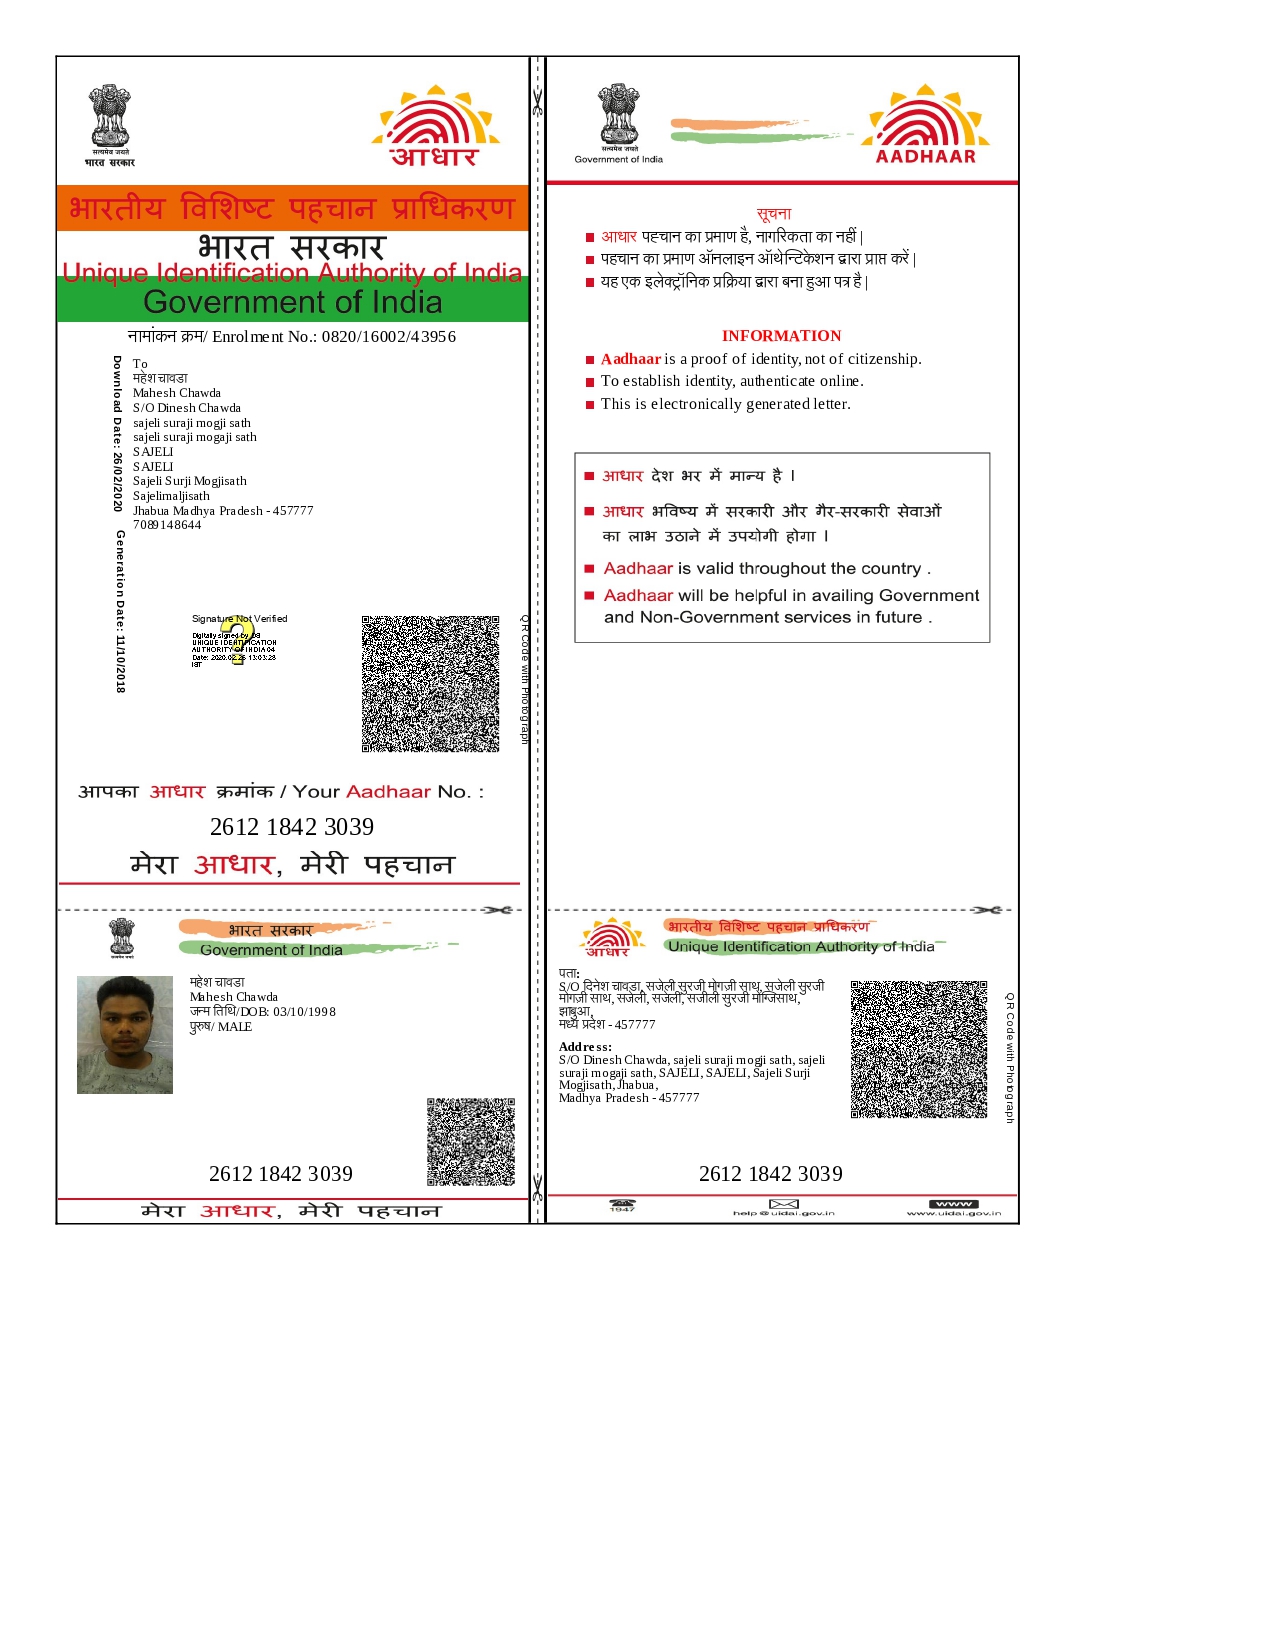 सत्यमेव जयते
भारत सरकार
आधार
भारतीय विशिष्ट पहचान प्राधिकरण
भारत सरकार
Unique Identification Authority of India
Government of India
नामांकन क्रम/ Enrolment No.: 0820/16002/43956
Download Date: 26/02/2020 Generation Date: 11/10/2018
To
महेश चावडा
Mahesh Chawda
S/O Dinesh Chawda
sajeli suraji mogji sath
sajeli suraji mogaji sath
SAJELI
SAJELI
Sajeli Surji Mogjisath
Sajelimaljisath
Jhabua Madhya Pradesh - 457777
7089148644
Signature Not Verified
Digitally signed by DS
UNIQUE IDENTIFICATION
AUTHORITY OF INDIA 04
Date: 2020.02.26 13:03:28
IST
QR Code with Photograph
आपका आधार क्रमांक / Your Aadhaar No. :
2612 1842 3039
मेरा आधार, मेरी पहचान
भारत सरकार
Government of India
महेश चावडा
Mahesh Chawda
जन्म तिथि/DOB: 03/10/1998
पुरुष/ MALE
2612 1842 3039
मेरा आधार, मेरी पहचान
सत्यमेव जयते
Government of India
AADHAAR
सूचना
आधार पहचान का प्रमाण है, नागरिकता का नहीं |
पहचान का प्रमाण ऑनलाइन ऑथेन्टिकेशन द्वारा प्राप्त करें |
यह एक इलेक्ट्रॉनिक प्रक्रिया द्वारा बना हुआ पत्र है |
INFORMATION
Aadhaar is a proof of identity, not of citizenship.
To establish identity, authenticate online.
This is electronically generated letter.
आधार देश भर में मान्य है ।
आधार भविष्य में सरकारी और गैर-सरकारी सेवाओं
का लाभ उठाने में उपयोगी होगा ।
Aadhaar is valid throughout the country .
Aadhaar will be helpful in availing Government
and Non-Government services in future .
आधार
भारतीय विशिष्ट पहचान प्राधिकरण
Unique Identification Authority of India
पता:
S/O दिनेश चावडा, सजेली सुरजी मोगजी साथ, सजेली सुरजी
मोगजी साथ, सजेली, सजेली, सजीली सुरजी मोग्जिसाथ,
झाबुआ,
मध्य प्रदेश - 457777
Address:
S/O Dinesh Chawda, sajeli suraji mogji sath, sajeli
suraji mogaji sath, SAJELI, SAJELI, Sajeli Surji
Mogjisath, Jhabua,
Madhya Pradesh - 457777
QR Code with Photograph
2612 1842 3039
1947
help@uidai.gov.in
www
www.uidai.gov.in